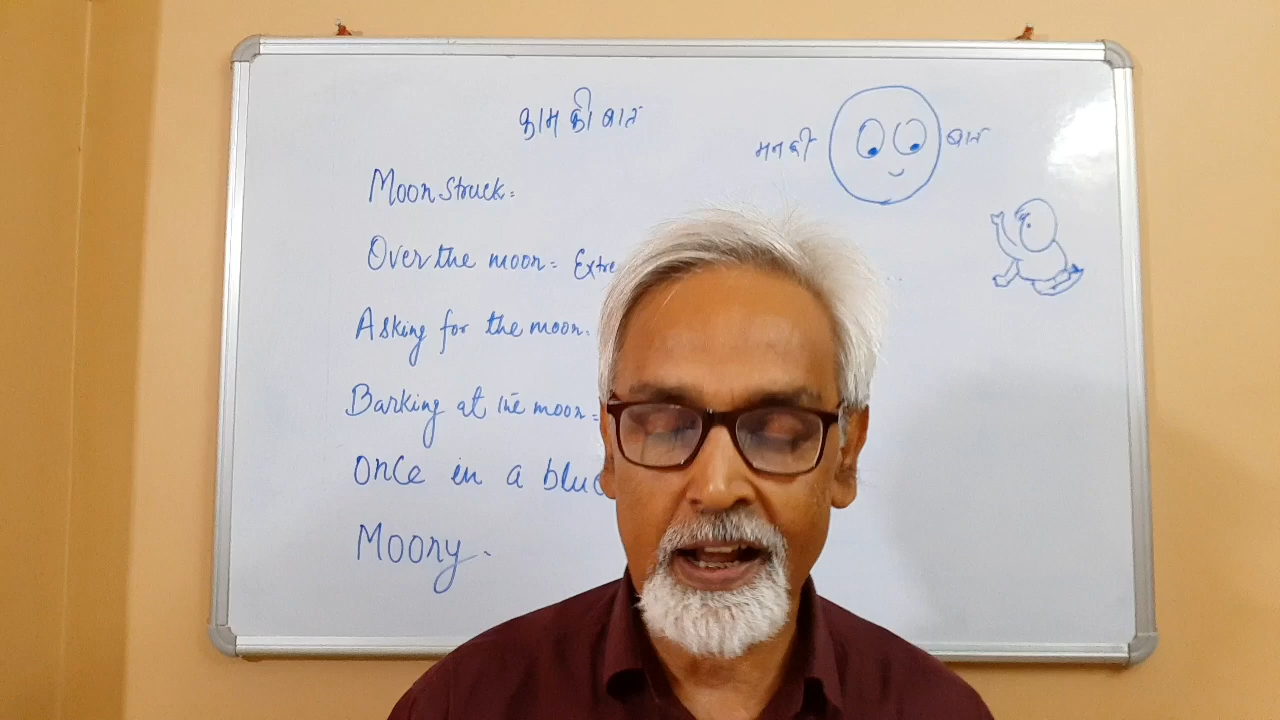 काम की बात
मन की बात
Moon struck =
Over the moon = Extre
Asking for the moon =
Barking at the moon =
Once in a blue
Moony -